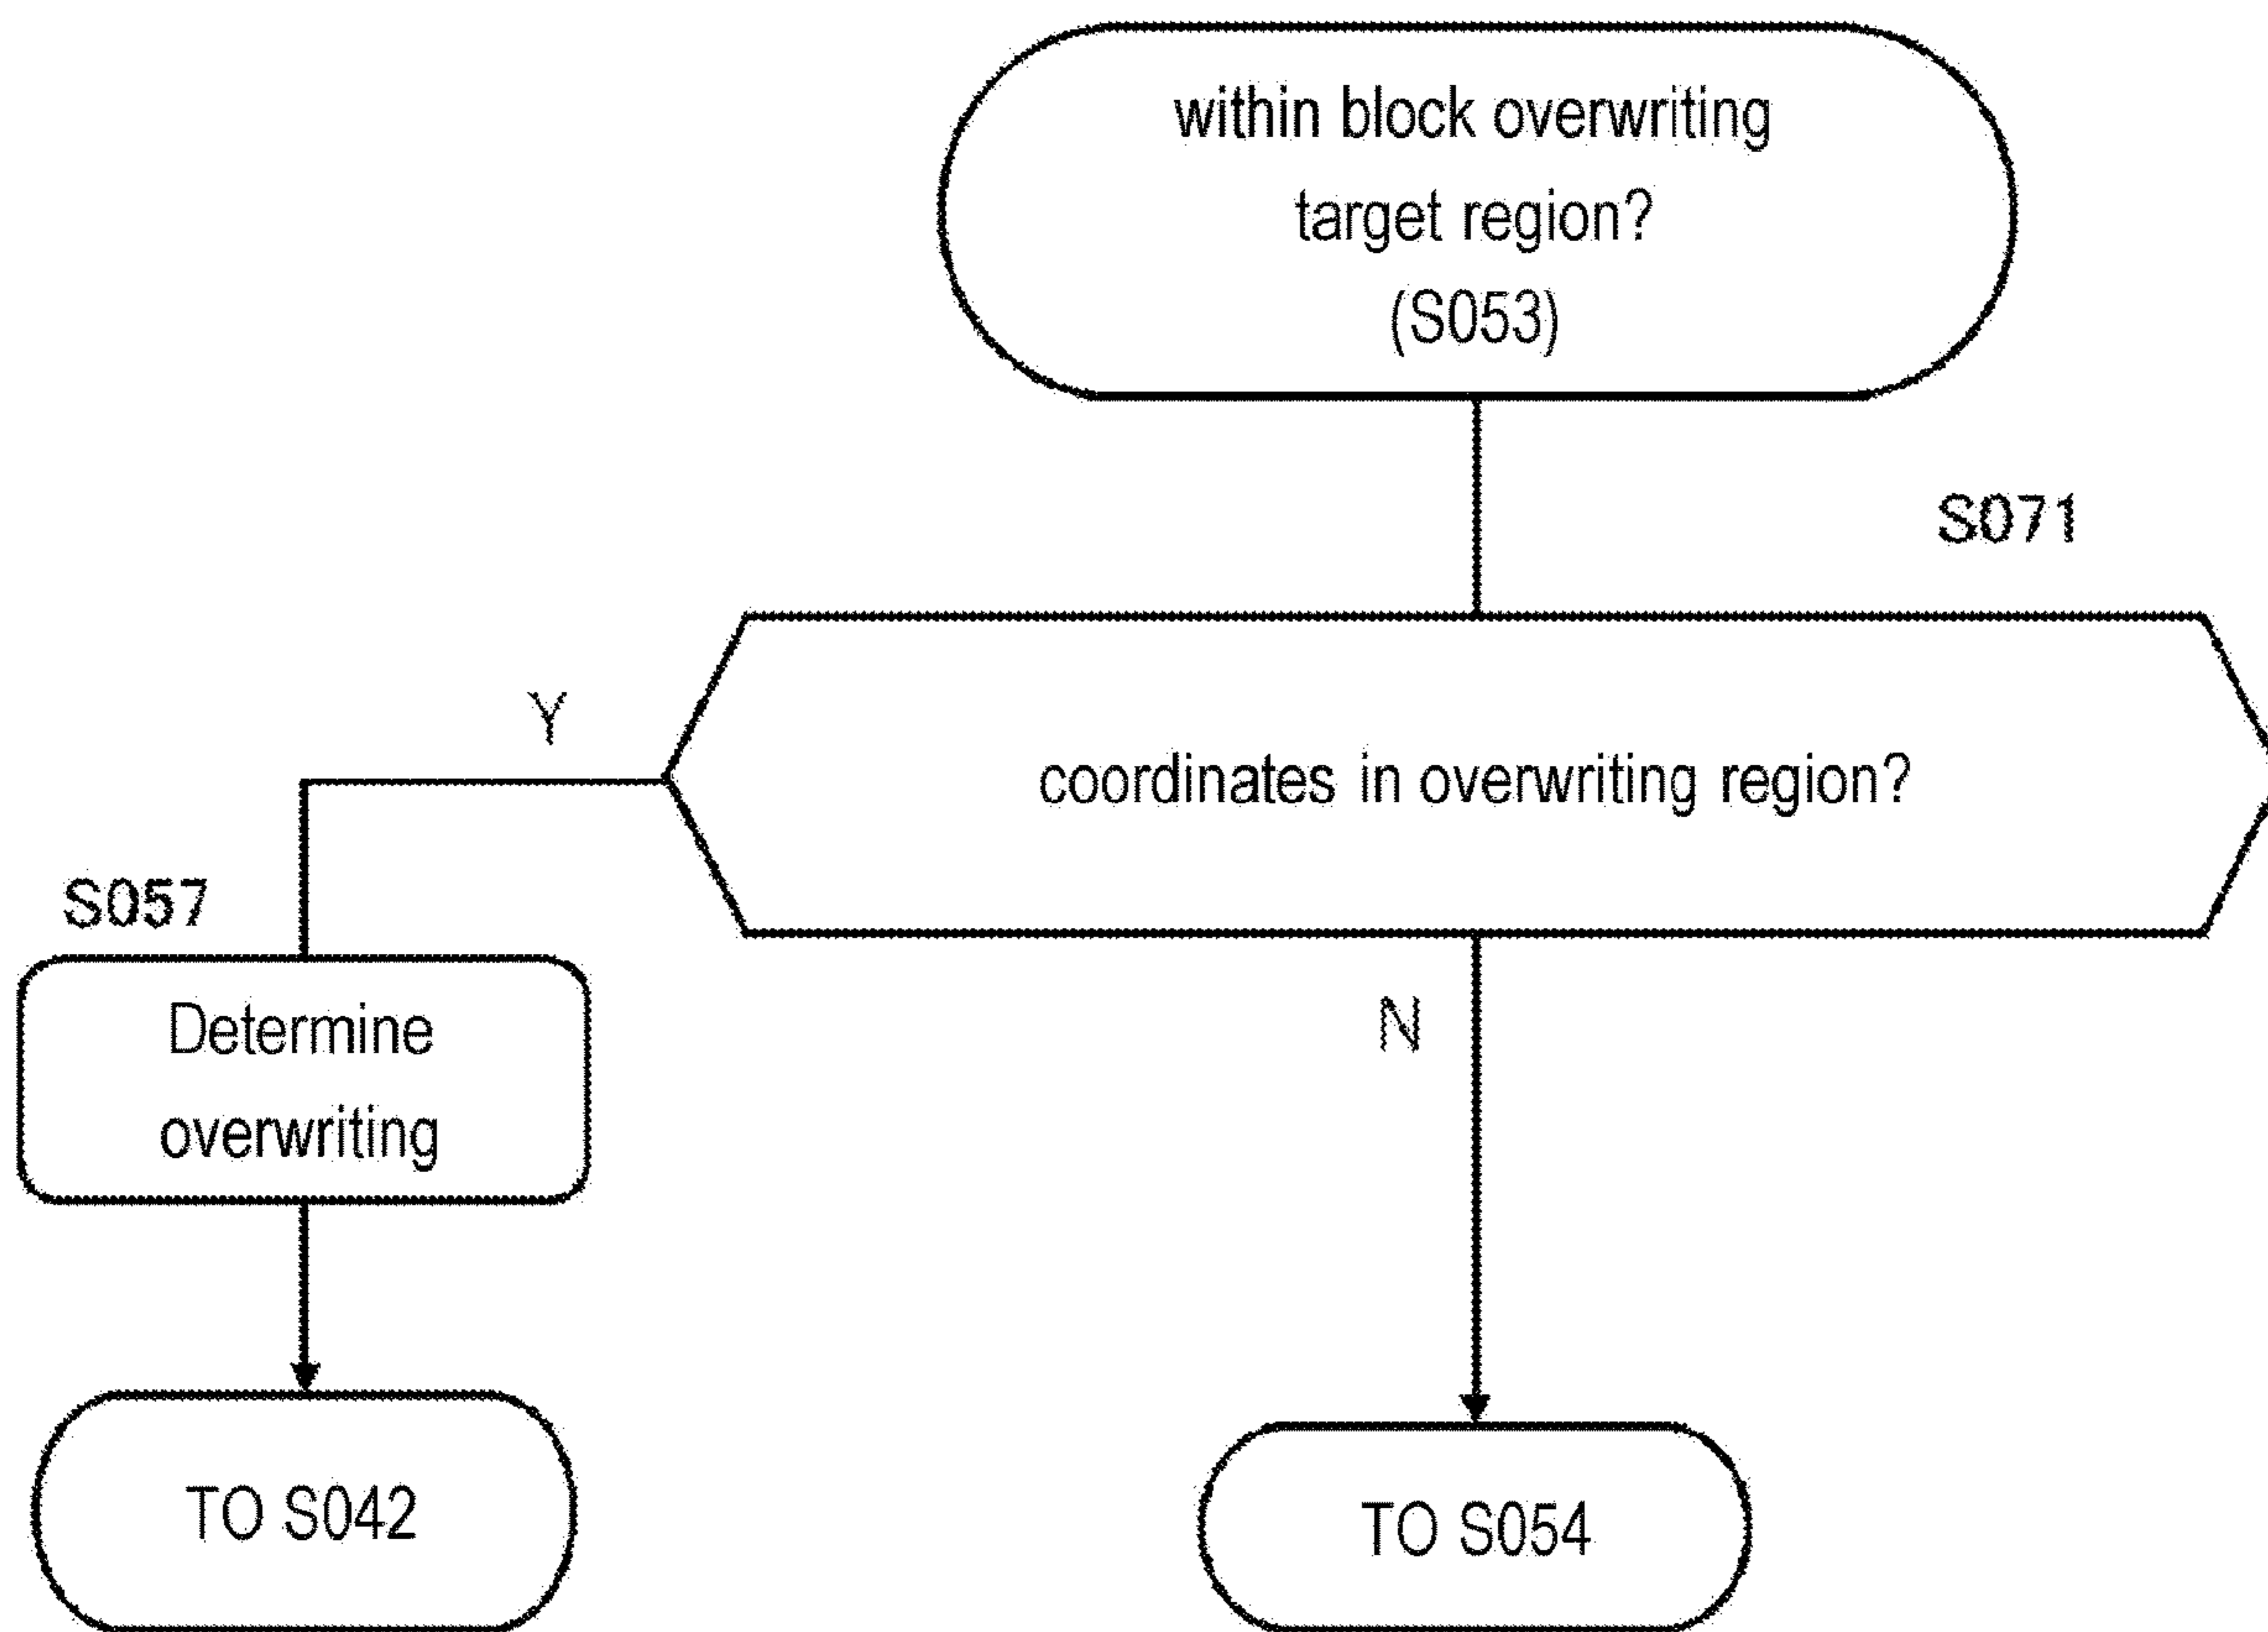 within block overwriting
target region?
(S053)
S071
coordinates in overwriting region?
Y
S057
Determine
overwriting
N
TO S042
TO S054